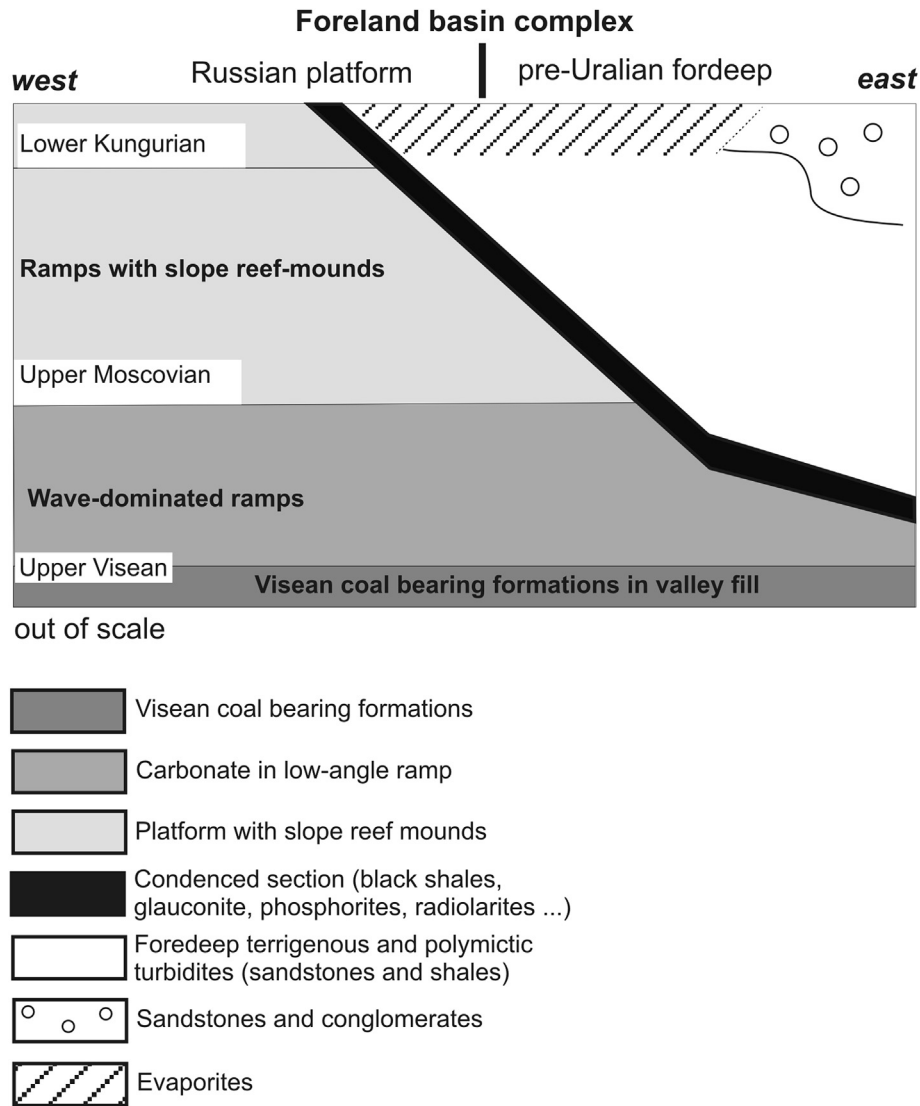 Foreland basin complex
west
Russian platform
pre-Uralian fordeep
east
Lower Kungurian
Ramps with slope reef-mounds
Upper Moscovian
Wave-dominated ramps
Upper Visean
Visean coal bearing formations in valley fill
out of scale
Visean coal bearing formations
Carbonate in low-angle ramp
Platform with slope reef mounds
Condenced section (black shales,
glauconite, phosphorites, radiolarites ...)
Foredeep terrigenous and polymictic
turbidites (sandstones and shales)
Sandstones and conglomerates
Evaporites